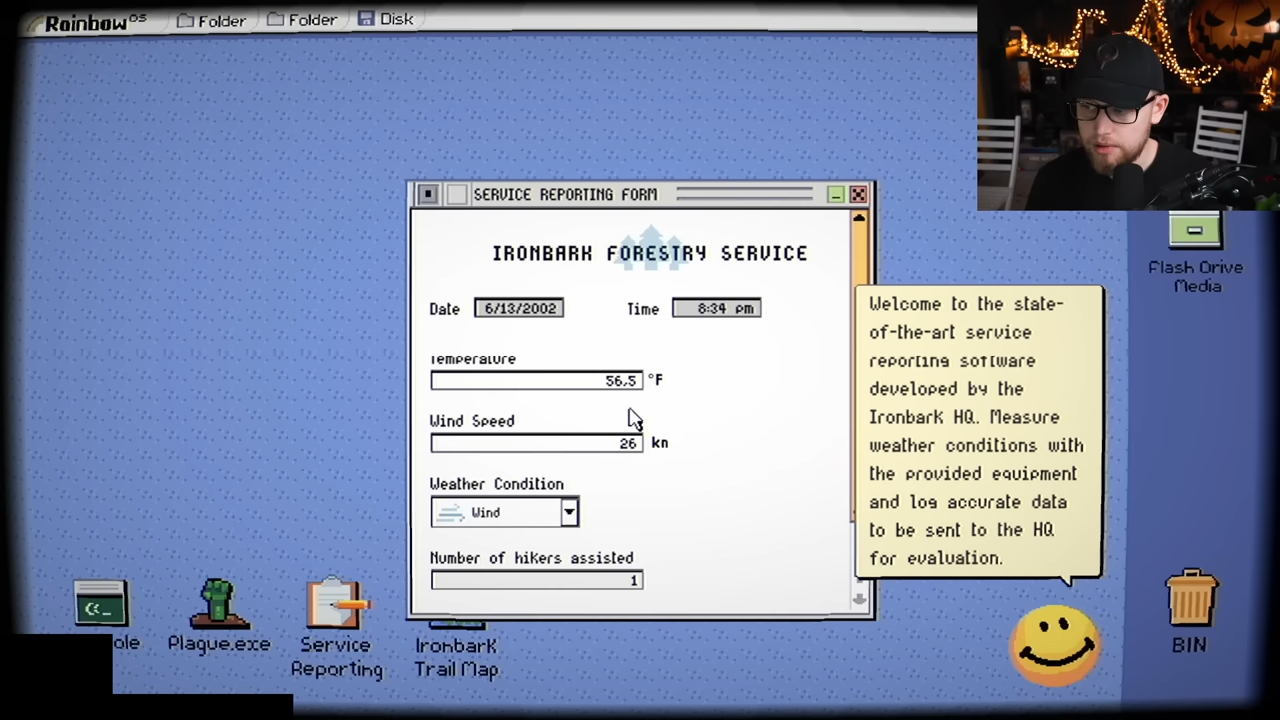 RainbowOS Folder Folder Disk
SERVICE REPORTING FORM
IRONBARK FORESTRY SERVICE
Date 6/13/2002 Time 8:34 pm
Temperature
56.5 °F
Wind Speed
26 kn
Weather Condition
Wind
Number of hikers assisted
1
Welcome to the state-
of-the-art service
reporting software
developed by the
Ironbark HQ. Measure
weather conditions with
the provided equipment
and log accurate data
to be sent to the HQ
for evaluation.
Flash Drive
Media
ole
Plague.exe
Service
Reporting
Ironbark
Trail Map
BIN